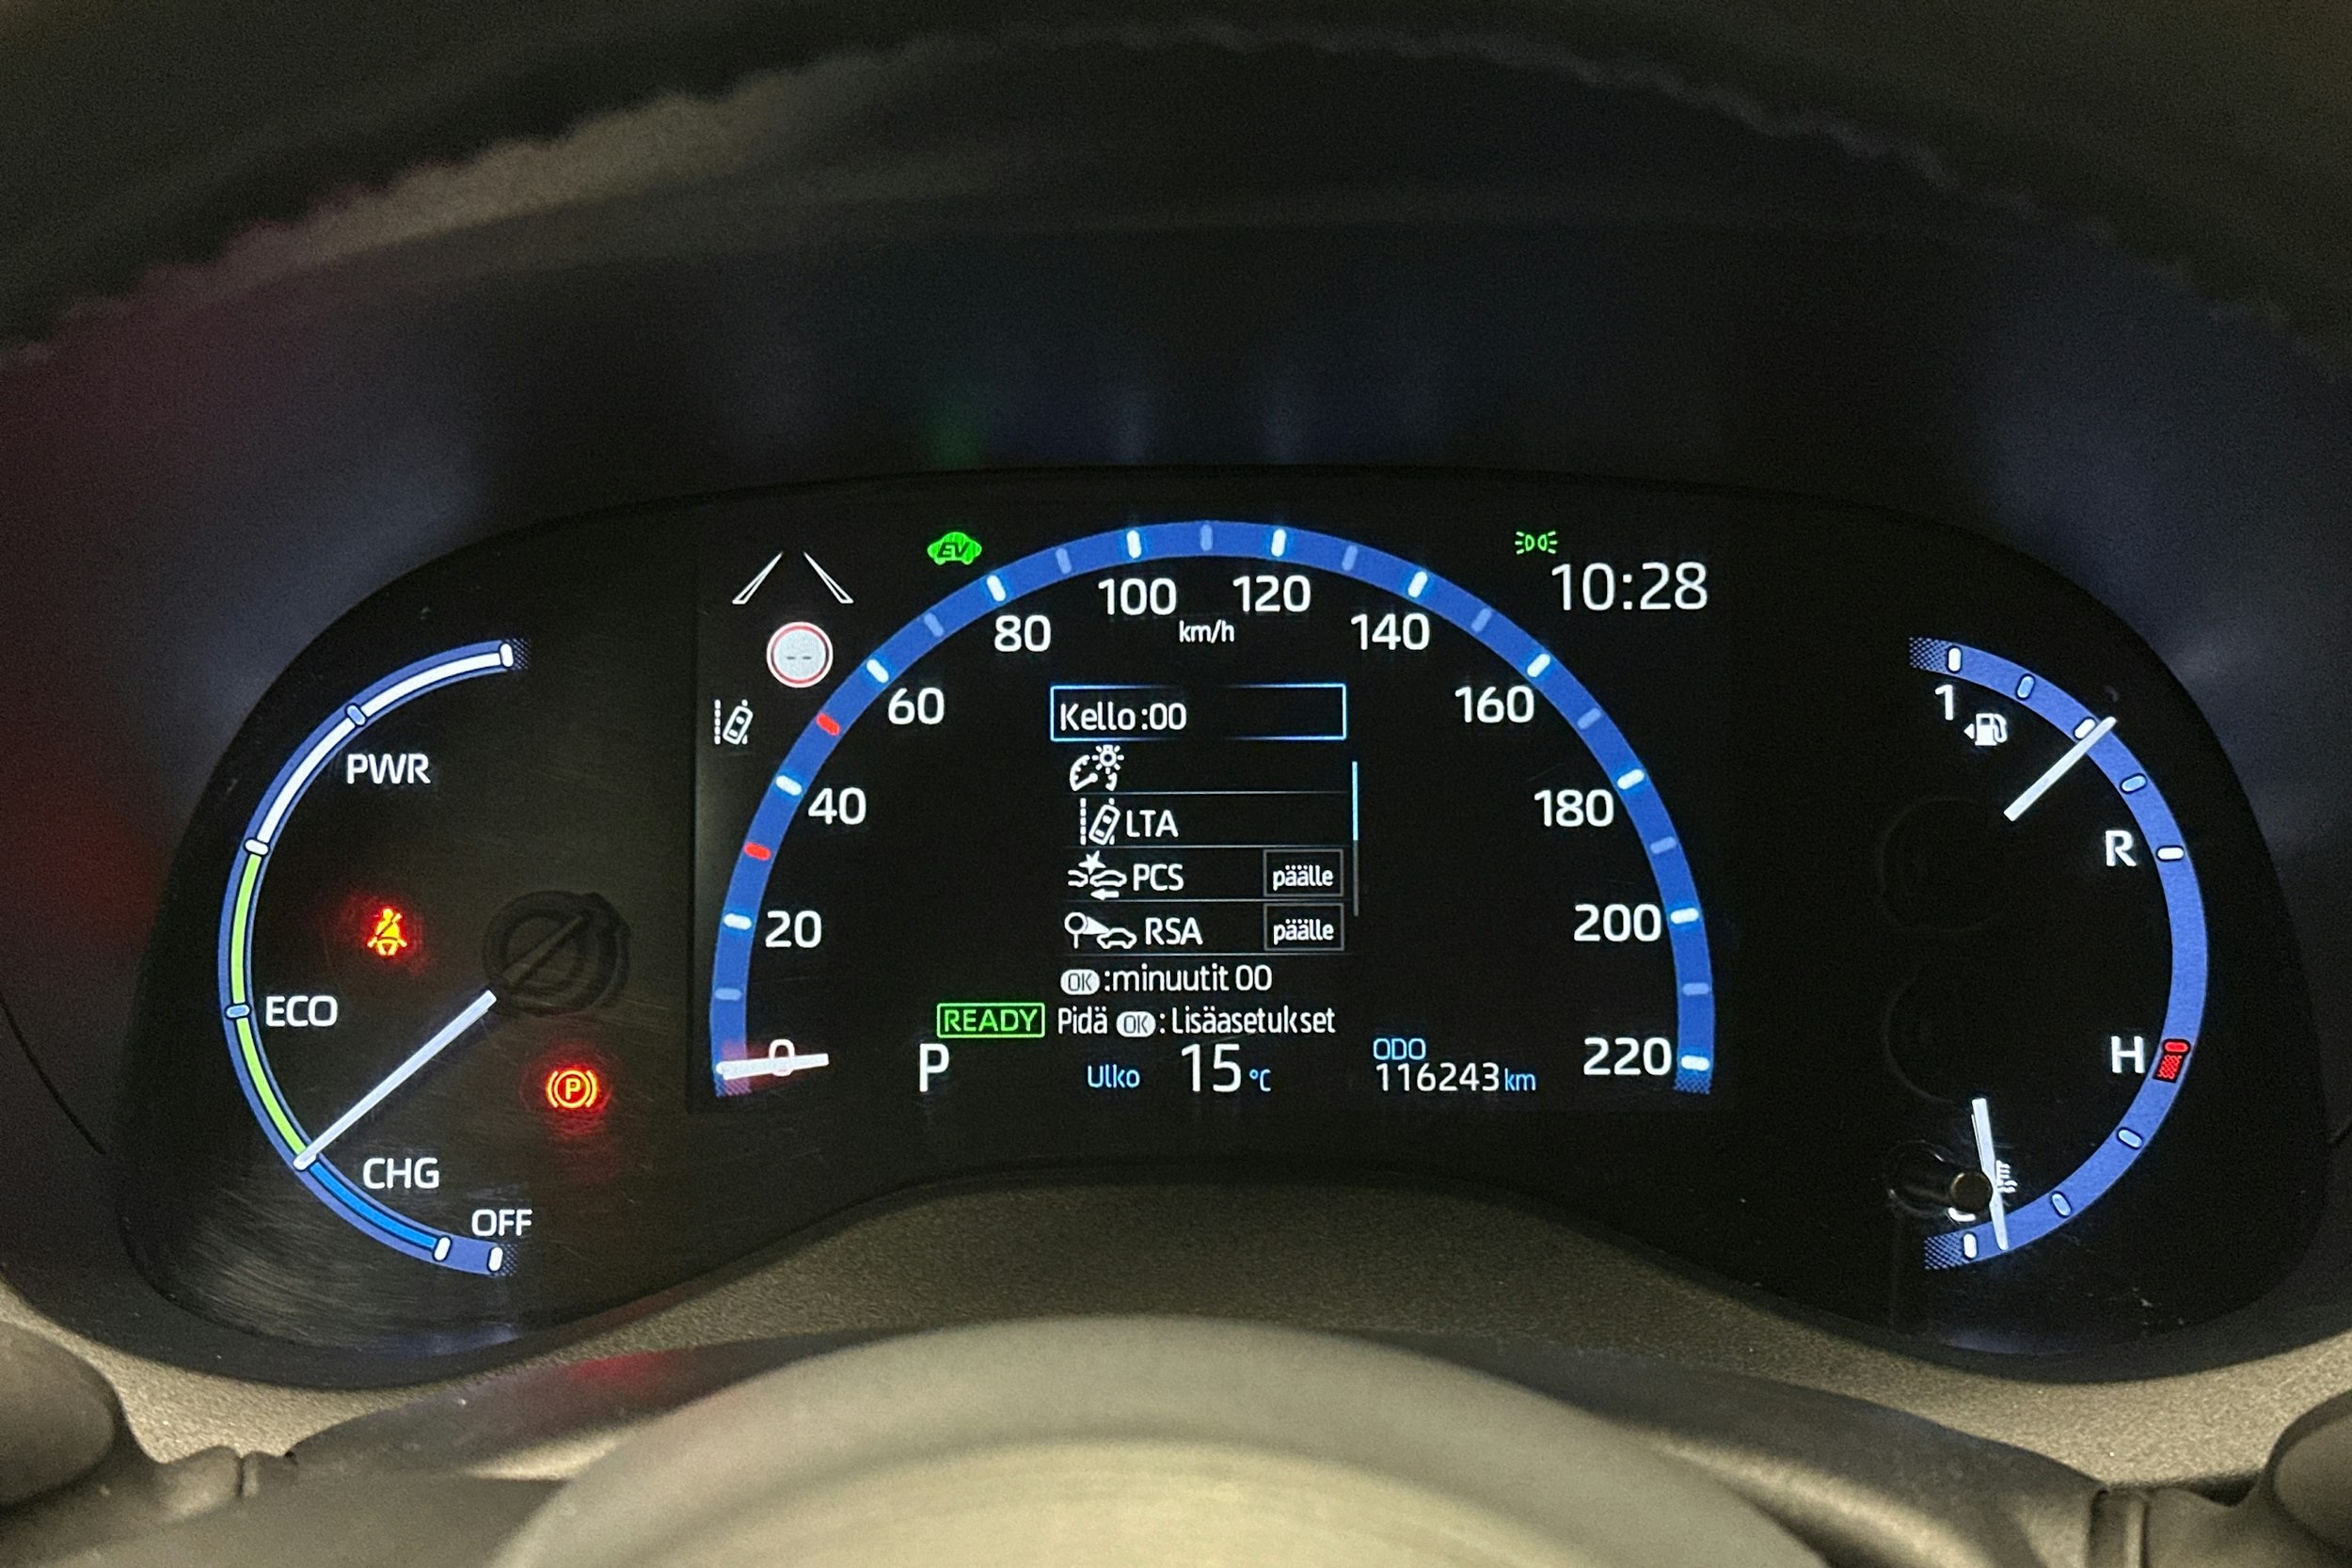 EV
10:28
100 120
km/h
80 140
60 160
40 180
20 200
0 220
-- 
Kello :00
LTA
PCS päälle
RSA päälle
OK :minuutit 00
READY Pidä OK : Lisäasetukset
P
Ulko 15 °C
ODO
116243 km
PWR
ECO
CHG
OFF
P
1
R
H